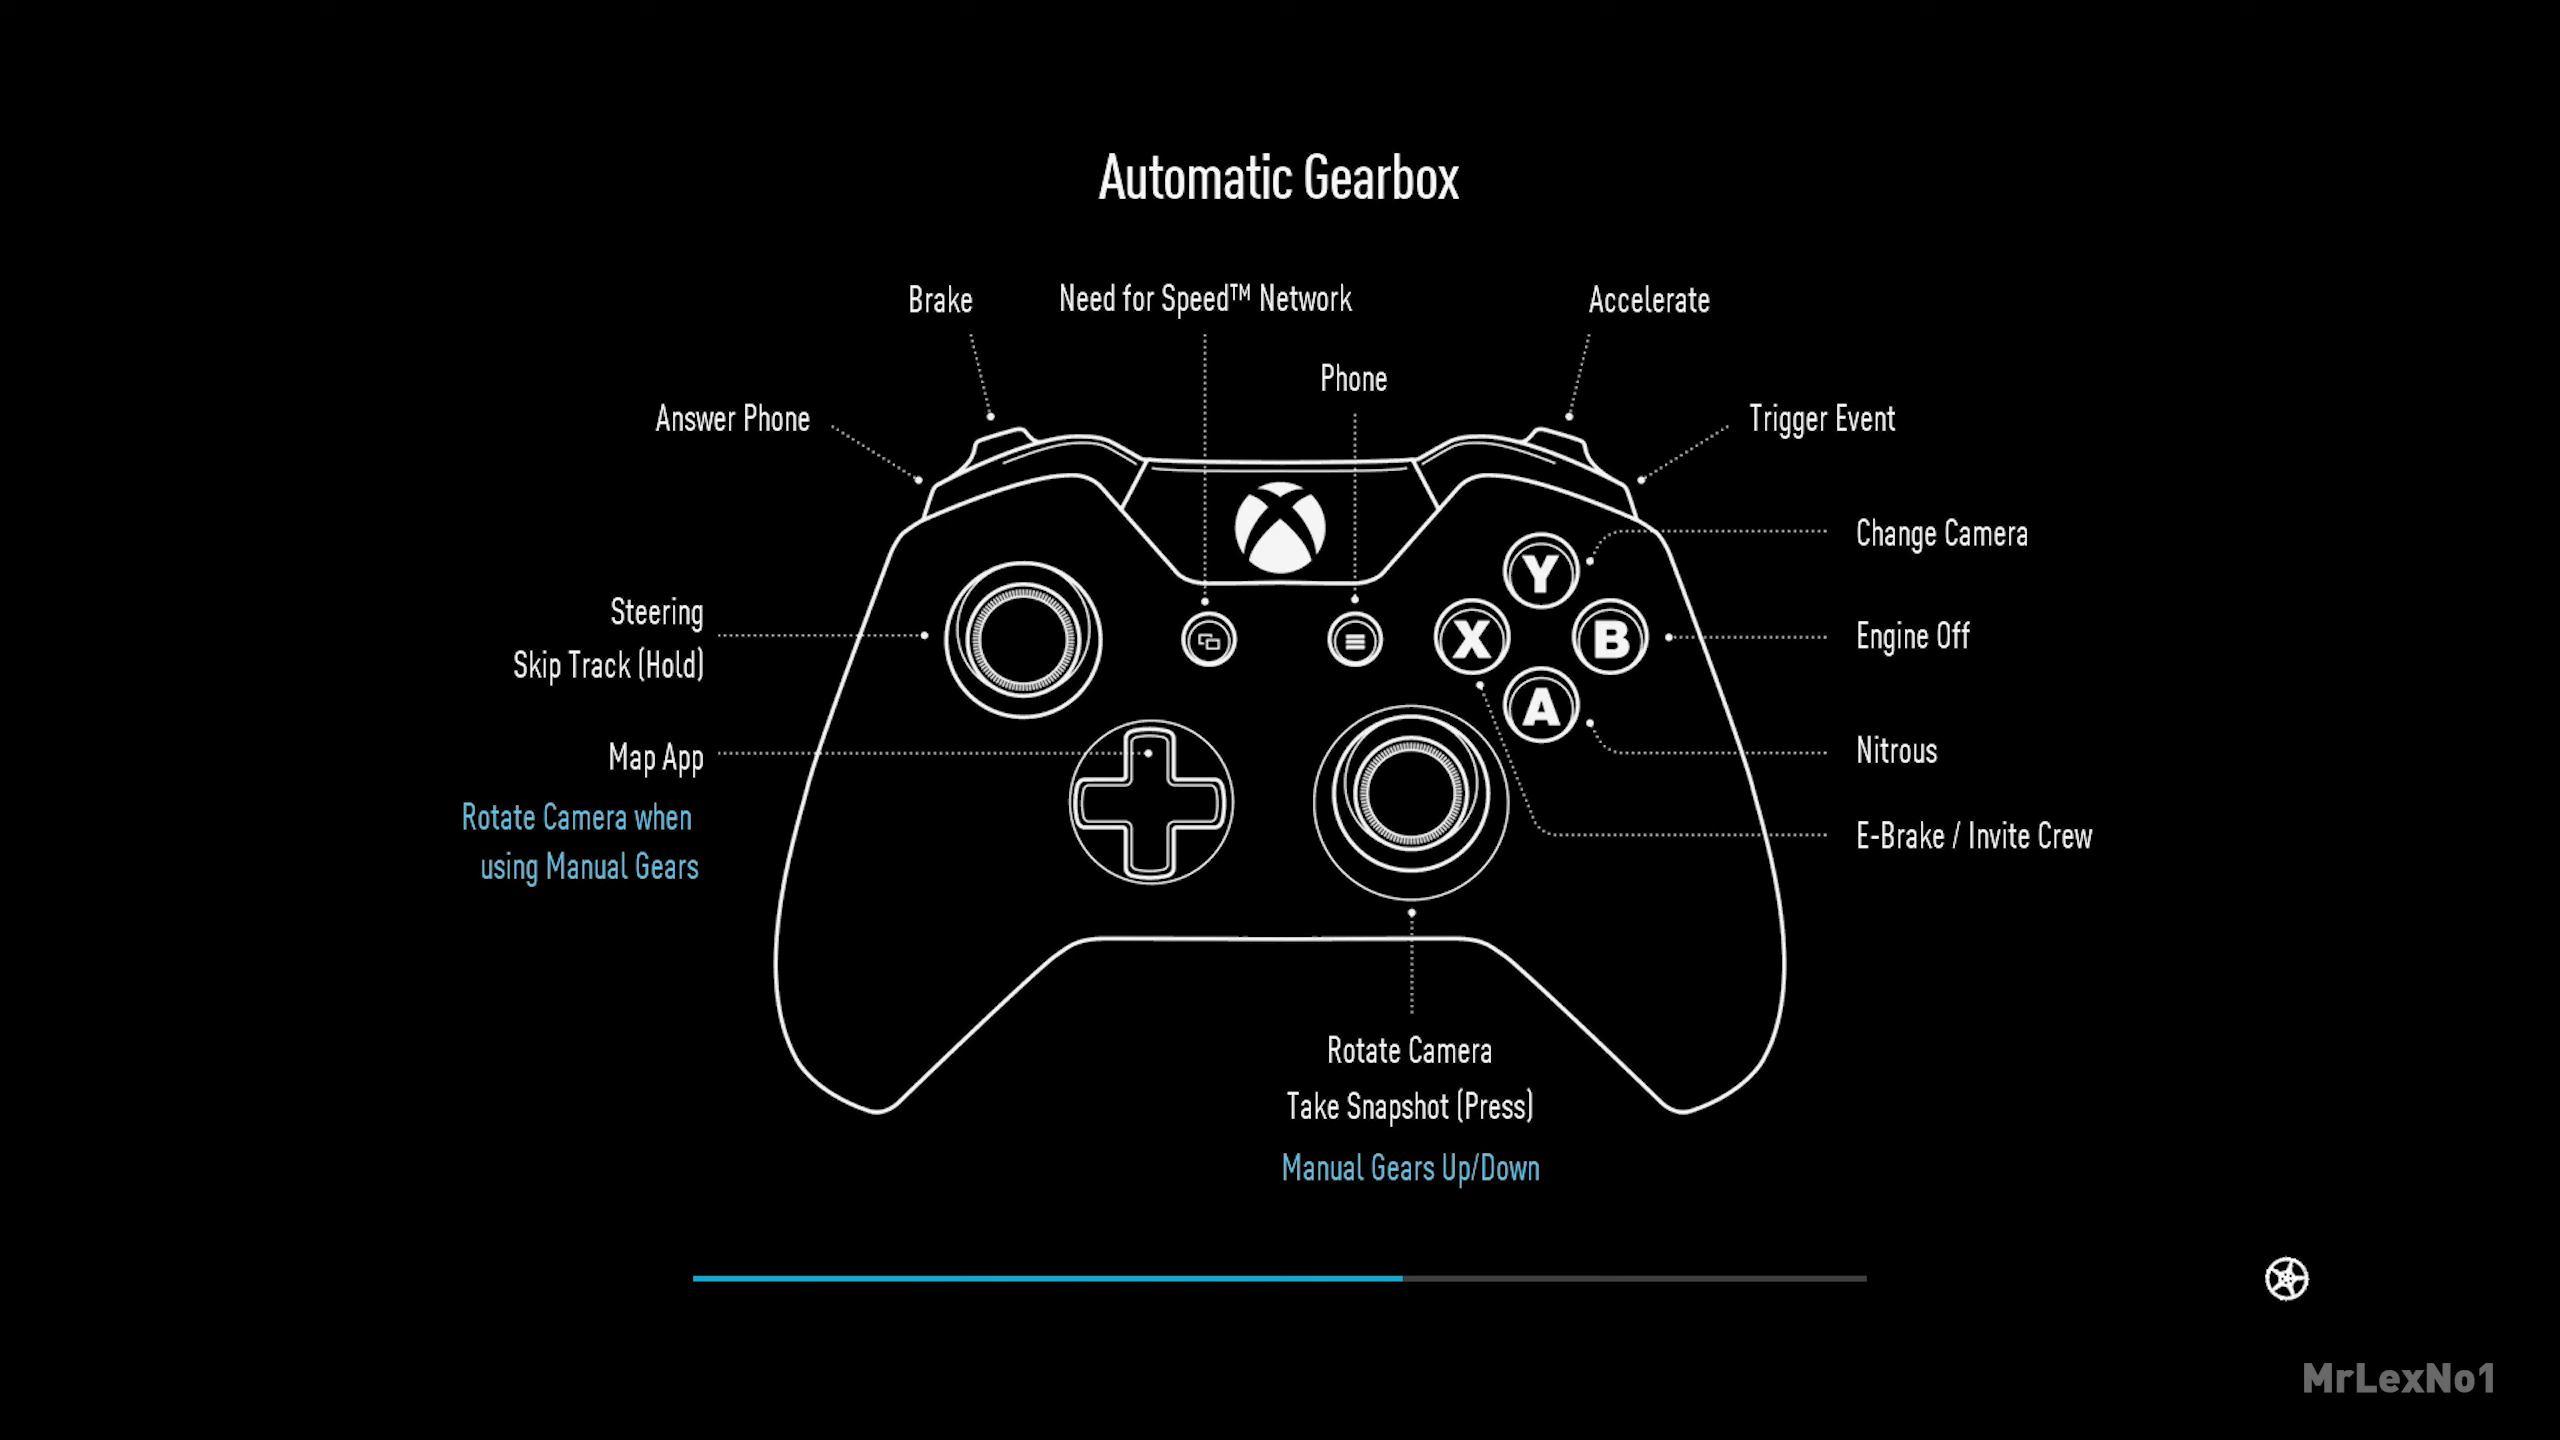 Automatic Gearbox
Brake
Need for Speed™ Network
Accelerate
Phone
Answer Phone
Trigger Event
Change Camera
Y
Steering
X
B
Engine Off
Skip Track (Hold)
A
Map App
Nitrous
Rotate Camera when
using Manual Gears
E-Brake / Invite Crew
Rotate Camera
Take Snapshot (Press)
Manual Gears Up/Down
MrLexNo1